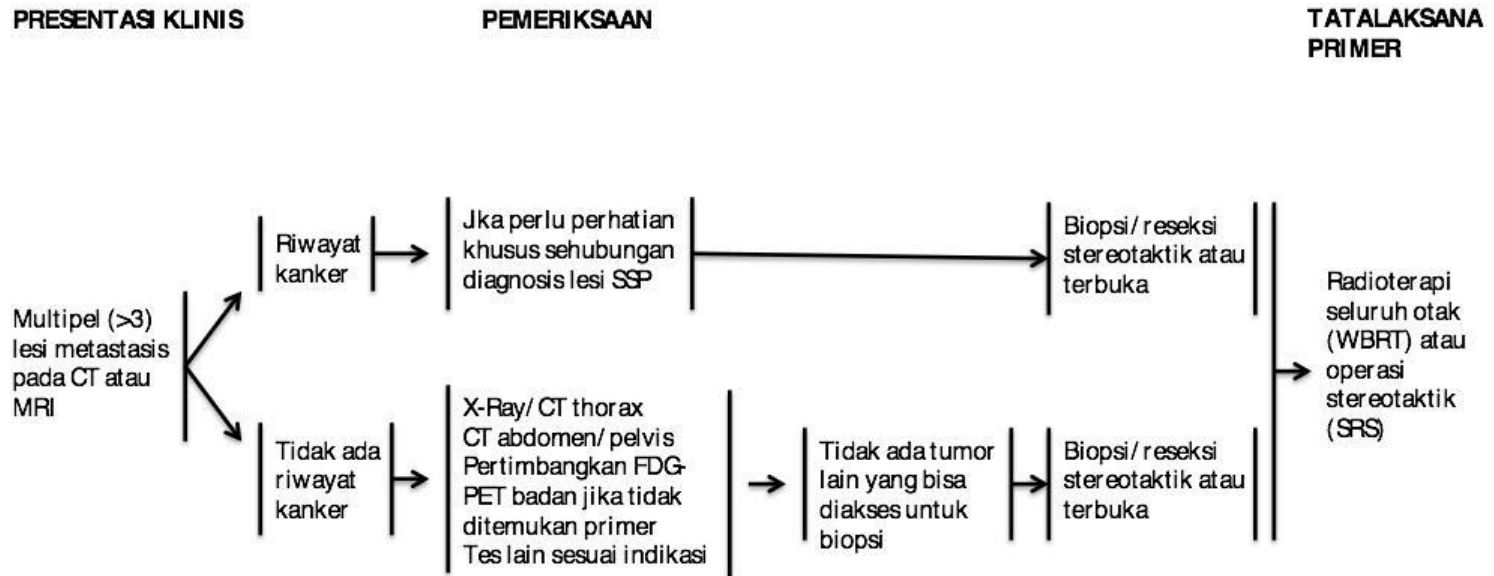 PRESENTASI KLINIS
PEMERIKSAAN
TATALAKSANA
PRIMER
Multipel (>3)
lesi metastasis
pada CT atau
MRI
Riwayat
kanker
Jka perlu perhatian
khusus sehubungan
diagnosis lesi SSP
Biopsi/ reseksi
stereotaktik atau
terbuka
Tidak ada
riwayat
kanker
X-Ray/ CT thorax
CT abdomen/ pelvis
Pertimbangkan FDG-
PET badan jika tidak
ditemukan primer
Tes lain sesuai indikasi
Tidak ada tumor
lain yang bisa
diakses untuk
biopsi
Biopsi/ reseksi
stereotaktik atau
terbuka
Radioterapi
seluruh otak
(WBRT) atau
operasi
stereotaktik
(SRS)